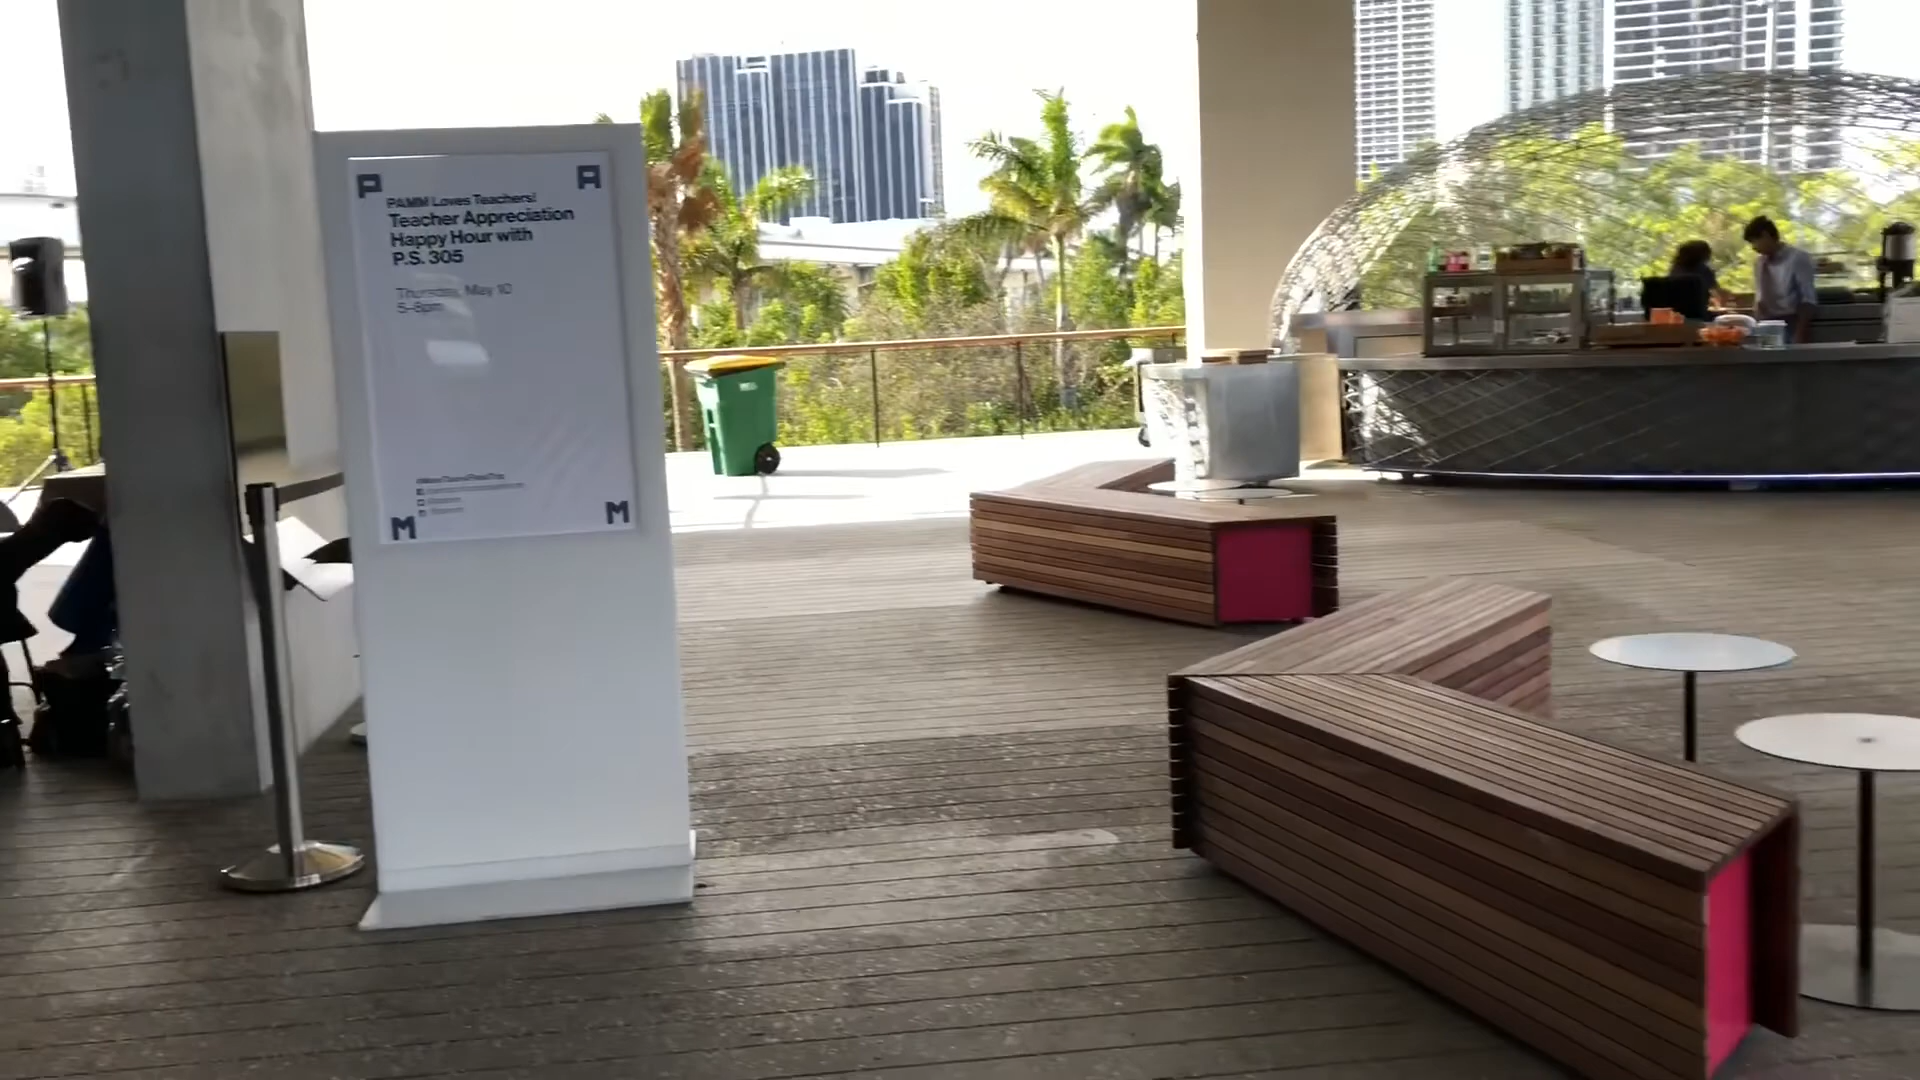 P A
PAMM Loves Teachers!
Teacher Appreciation
Happy Hour with
P.S. 305
Thursday, May 10
5–8pm
M M